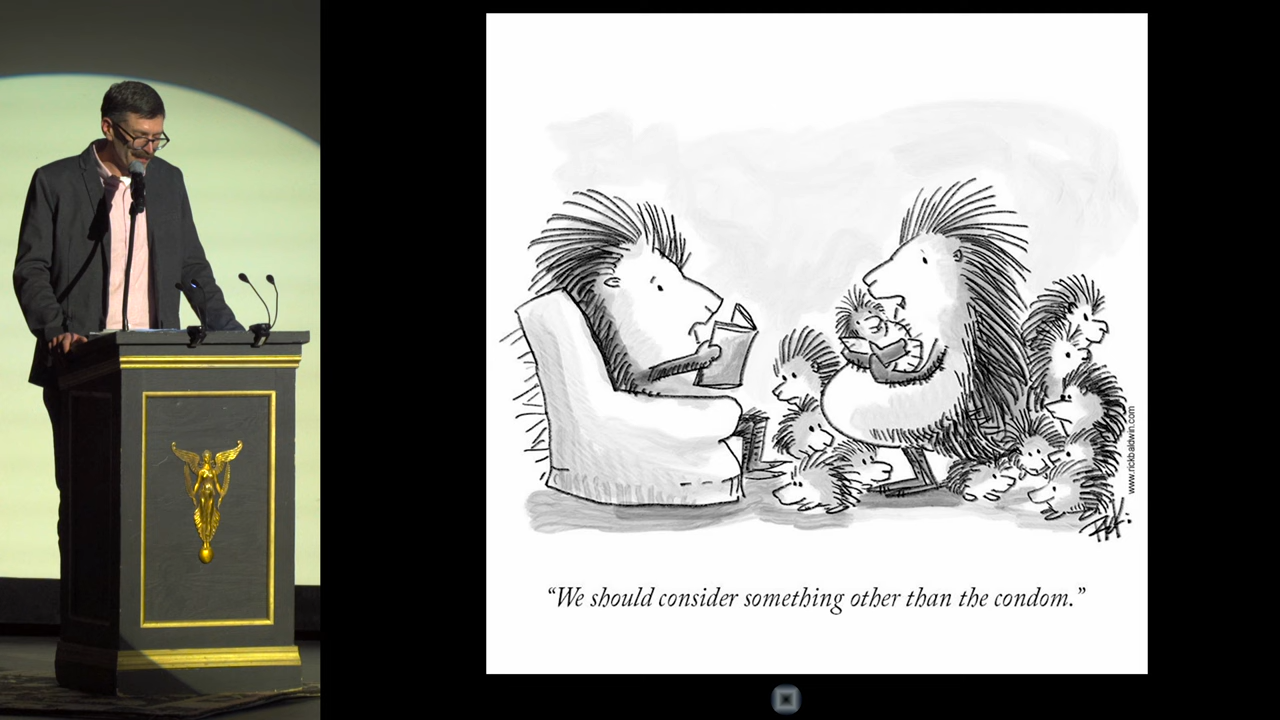 www.rickbaldwin.com
“We should consider something other than the condom.”